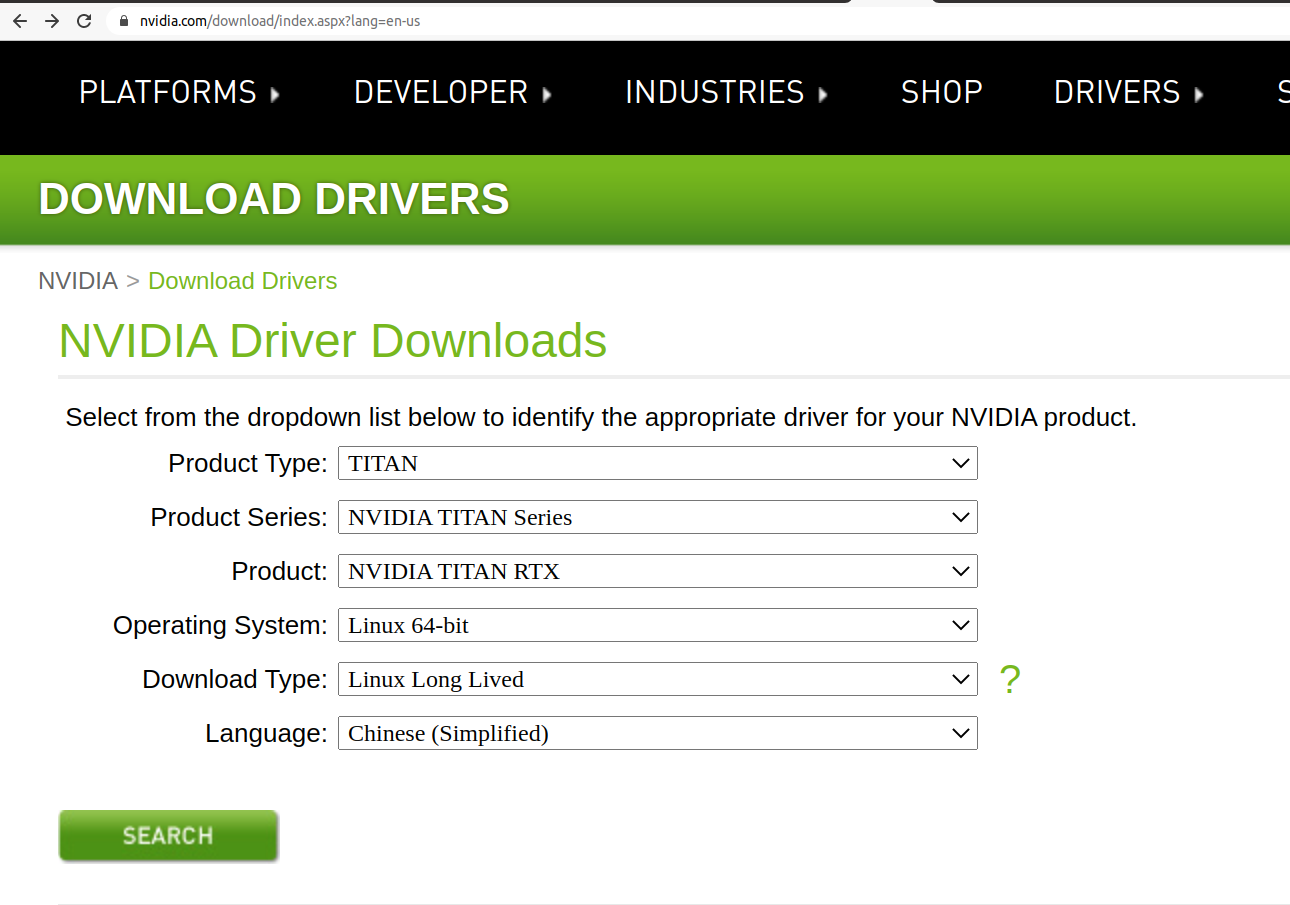 nvidia.com/download/index.aspx?lang=en-us
PLATFORMS DEVELOPER INDUSTRIES SHOP DRIVERS S
DOWNLOAD DRIVERS
NVIDIA > Download Drivers
NVIDIA Driver Downloads
Select from the dropdown list below to identify the appropriate driver for your NVIDIA product.
Product Type: TITAN
Product Series: NVIDIA TITAN Series
Product: NVIDIA TITAN RTX
Operating System: Linux 64-bit
Download Type: Linux Long Lived ?
Language: Chinese (Simplified)
SEARCH